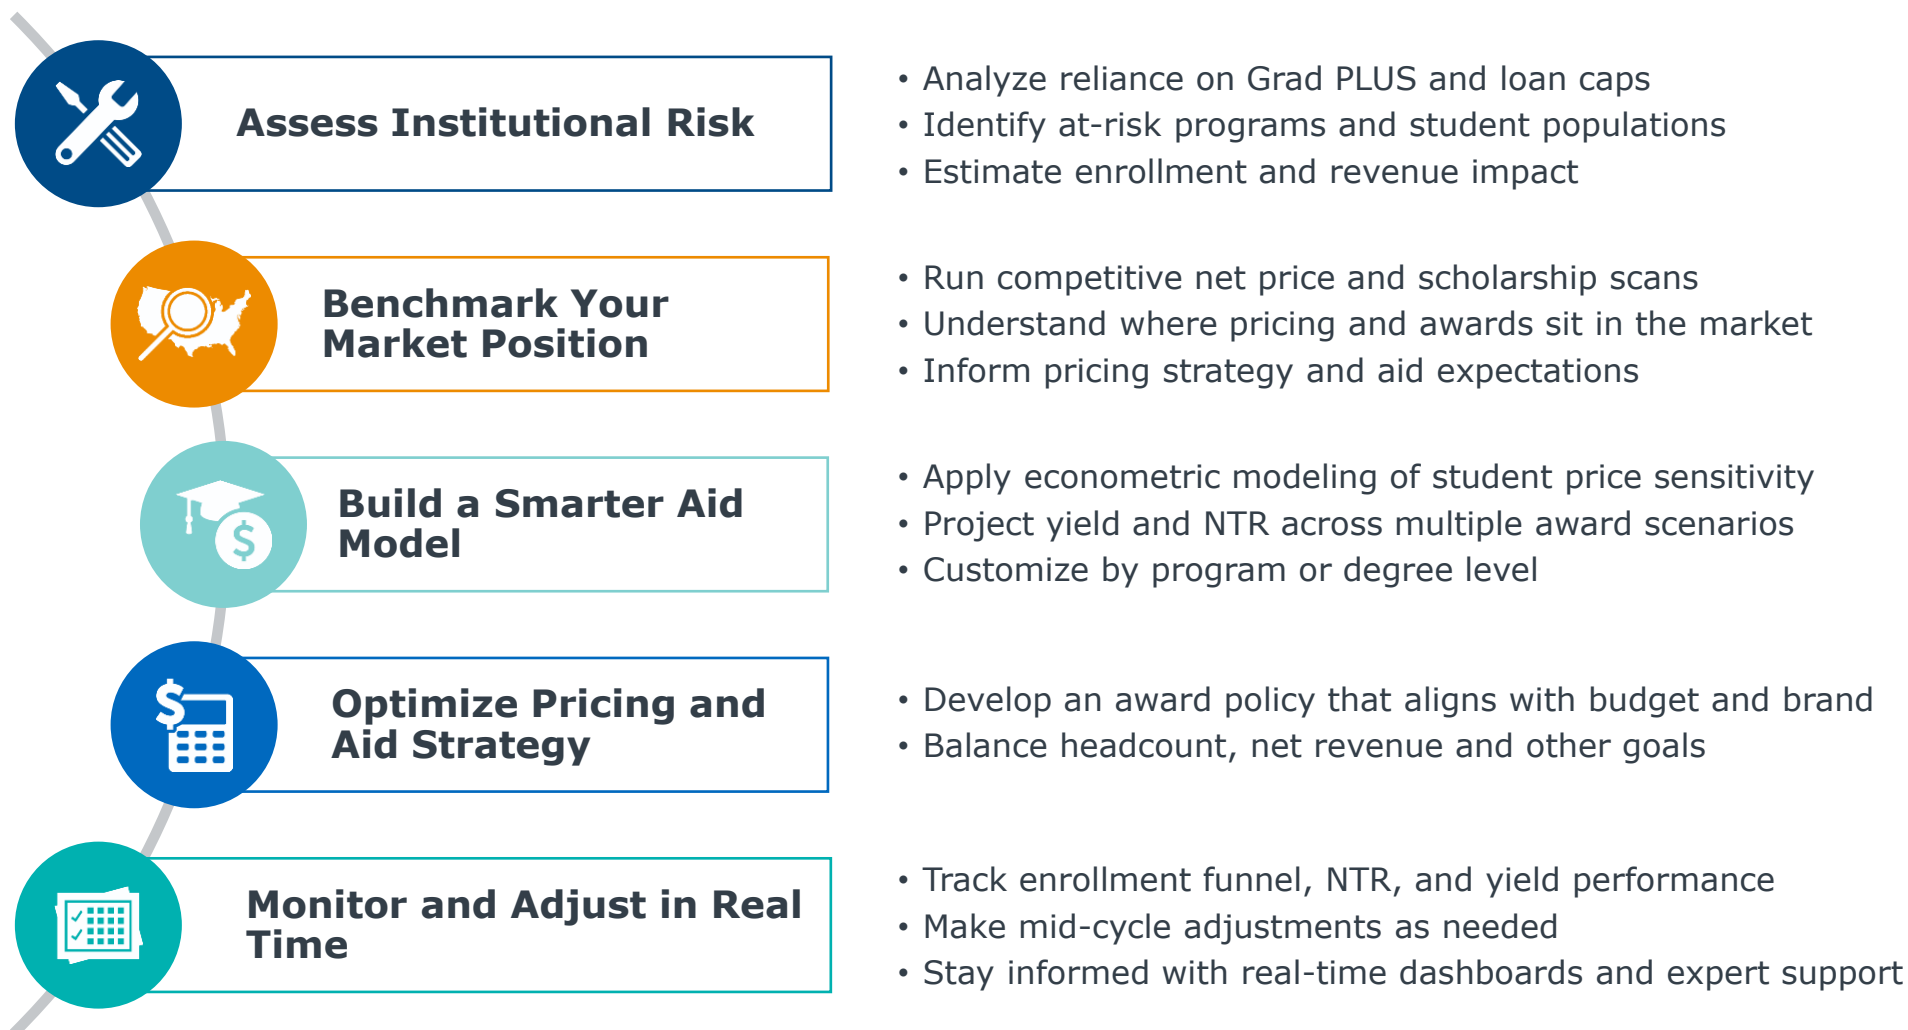 Assess Institutional Risk
• Analyze reliance on Grad PLUS and loan caps
• Identify at-risk programs and student populations
• Estimate enrollment and revenue impact
Benchmark Your
Market Position
• Run competitive net price and scholarship scans
• Understand where pricing and awards sit in the market
• Inform pricing strategy and aid expectations
Build a Smarter Aid
Model
$
• Apply econometric modeling of student price sensitivity
• Project yield and NTR across multiple award scenarios
• Customize by program or degree level
$
Optimize Pricing and
Aid Strategy
• Develop an award policy that aligns with budget and brand
• Balance headcount, net revenue and other goals
Monitor and Adjust in Real
Time
• Track enrollment funnel, NTR, and yield performance
• Make mid-cycle adjustments as needed
• Stay informed with real-time dashboards and expert support